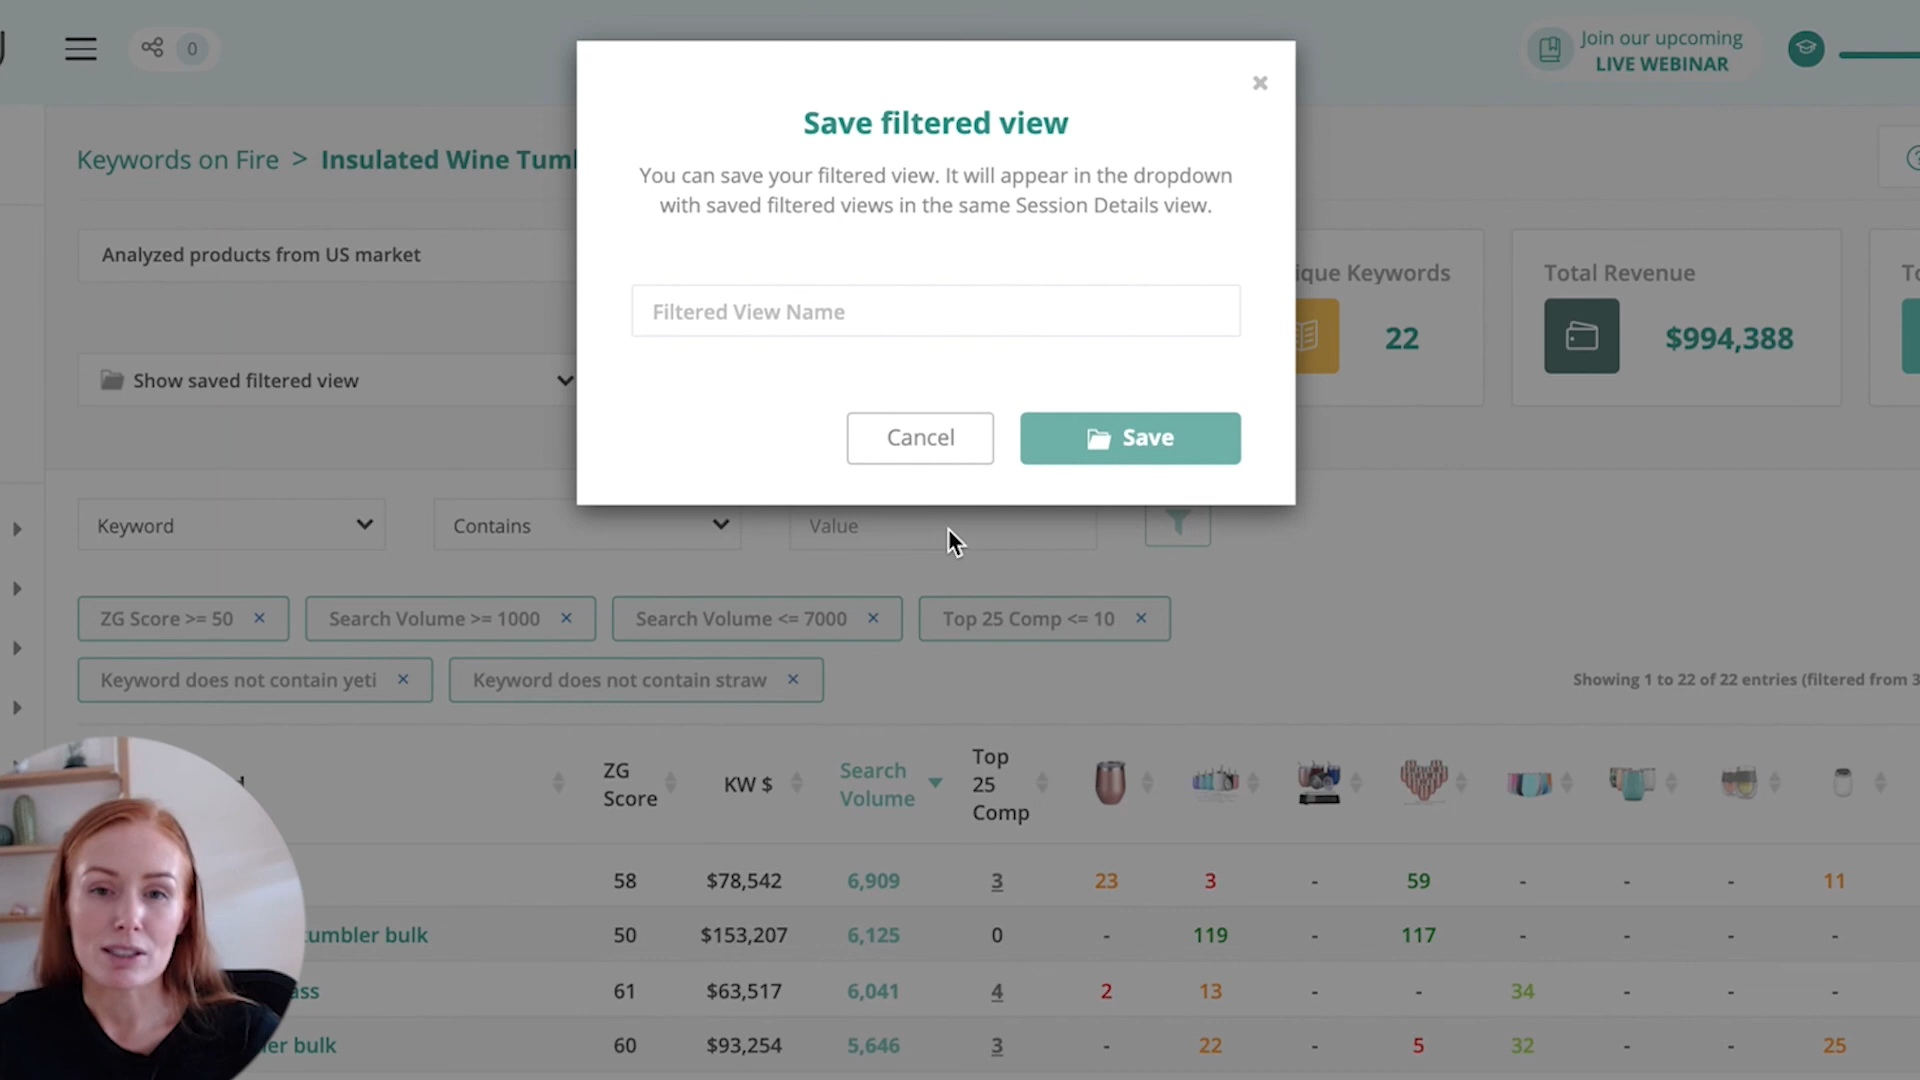 0
Join our upcoming
LIVE WEBINAR
Keywords on Fire > Insulated Wine
Save filtered view
You can save your filtered view. It will appear in the dropdown
with saved filtered views in the same Session Details view.
Analyzed products from US market
Filtered View Name
Keywords
Total Revenue
22
$994,388
Show saved filtered view
Cancel
Save
Keyword
Contains
Value
ZG Score >= 50 ×
Search Volume >= 1000 ×
Search Volume <= 7000 ×
Top 25 Comp <= 10 ×
Keyword does not contain yeti ×
Keyword does not contain straw ×
Showing 1 to 22 of 22 entries (filtered from 3
ZG
Score
KW $
Search
Volume
Top
25
Comp
58 $78,542 6,909 3 23 3 - 59 - - - 11
tumbler bulk 50 $153,207 6,125 0 - 119 - 117 - - - -
61 $63,517 6,041 4 2 13 - - 34 - - -
bulk 60 $93,254 5,646 3 - 22 - 5 32 - - 25